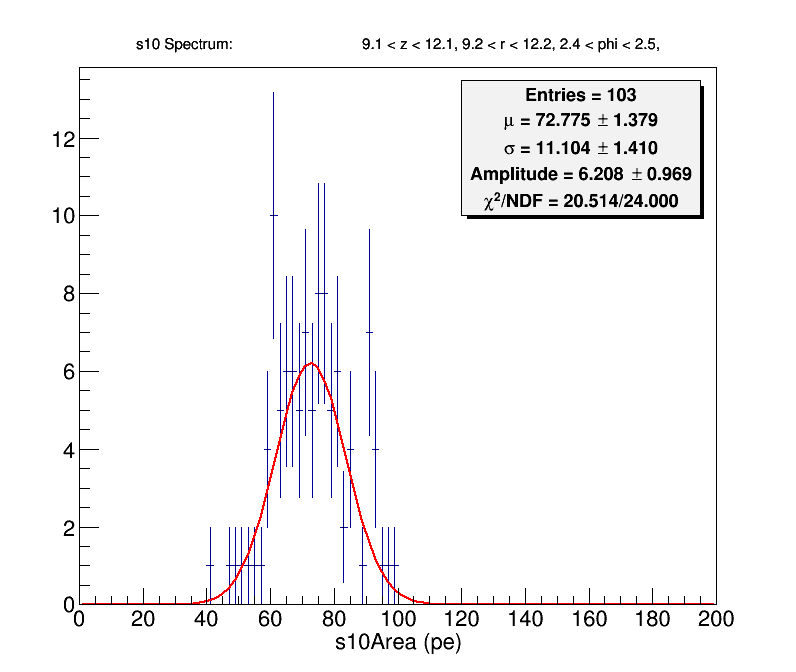 s10 Spectrum: 9.1 < z < 12.1, 9.2 < r < 12.2, 2.4 < phi < 2.5,
Entries = 103
μ = 72.775 ± 1.379
σ = 11.104 ± 1.410
Amplitude = 6.208 ± 0.969
χ²/NDF = 20.514/24.000
12
10
8
6
4
2
0
0 20 40 60 80 100 120 140 160 180 200
s10Area (pe)